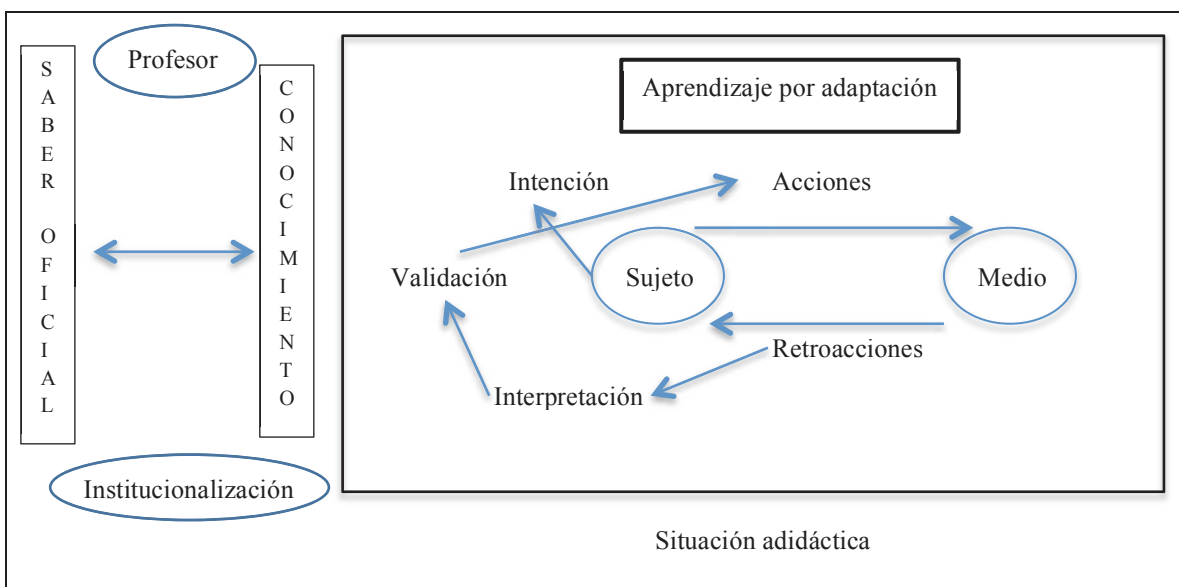 Profesor
SABER OFICIAL
CONOCIMIENTO
Institucionalización
Aprendizaje por adaptación
Intención
Acciones
Validación
Sujeto
Medio
Retroacciones
Interpretación
Situación adidáctica